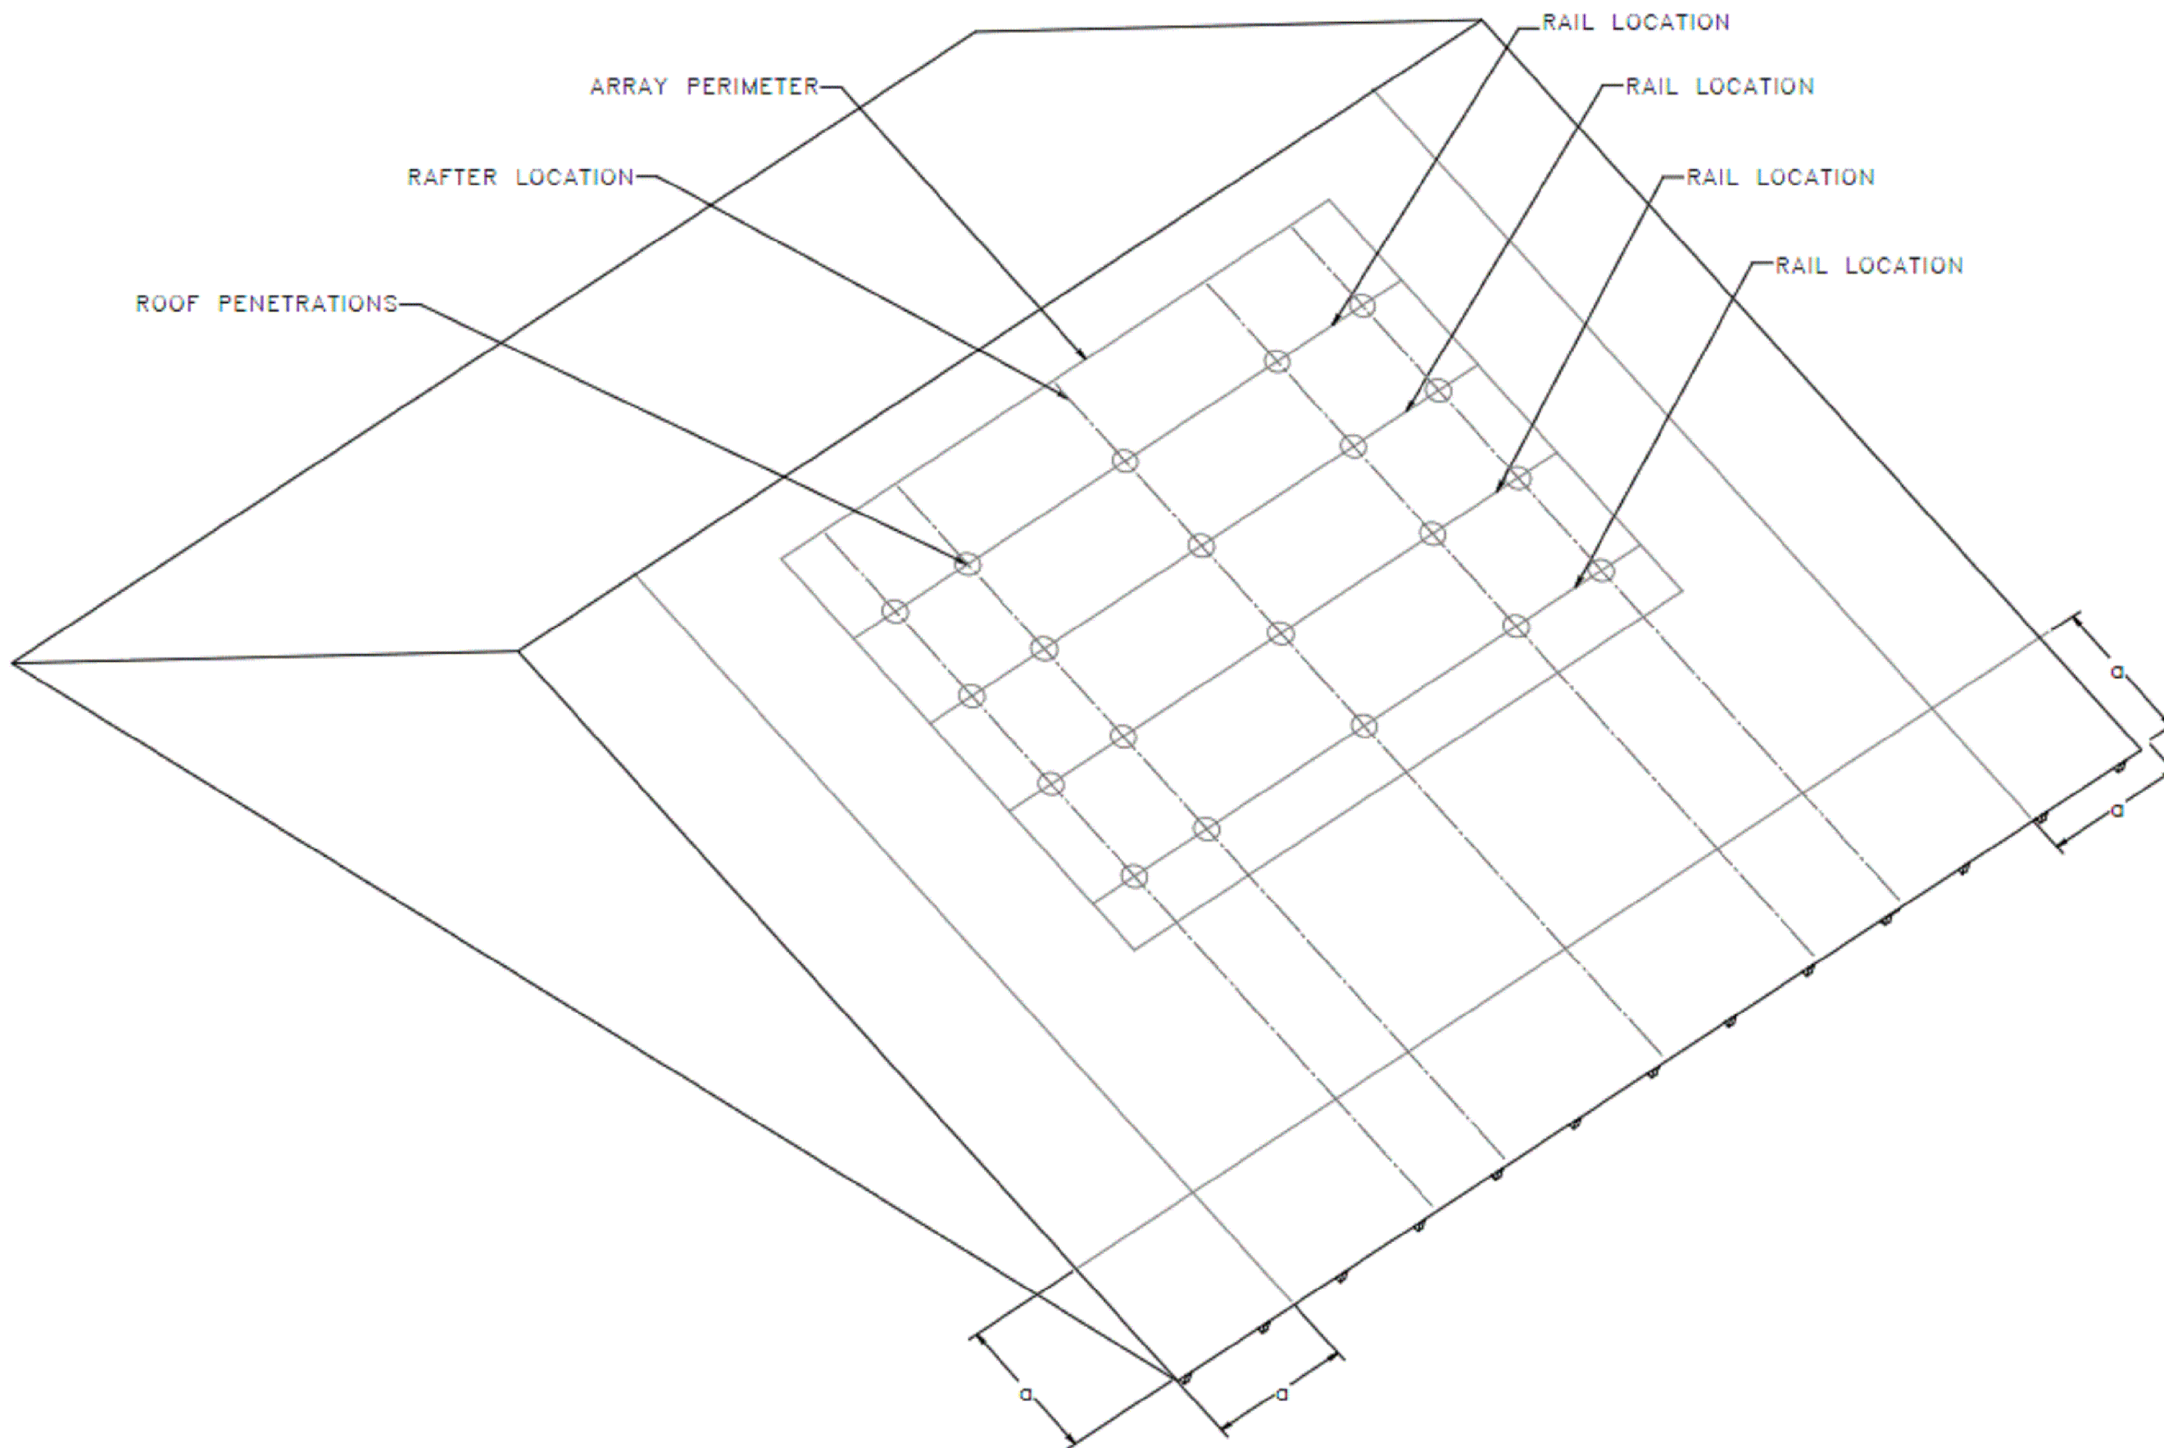 RAIL LOCATION
ARRAY PERIMETER
RAIL LOCATION
RAFTER LOCATION
RAIL LOCATION
RAIL LOCATION
ROOF PENETRATIONS
a
a
a
a